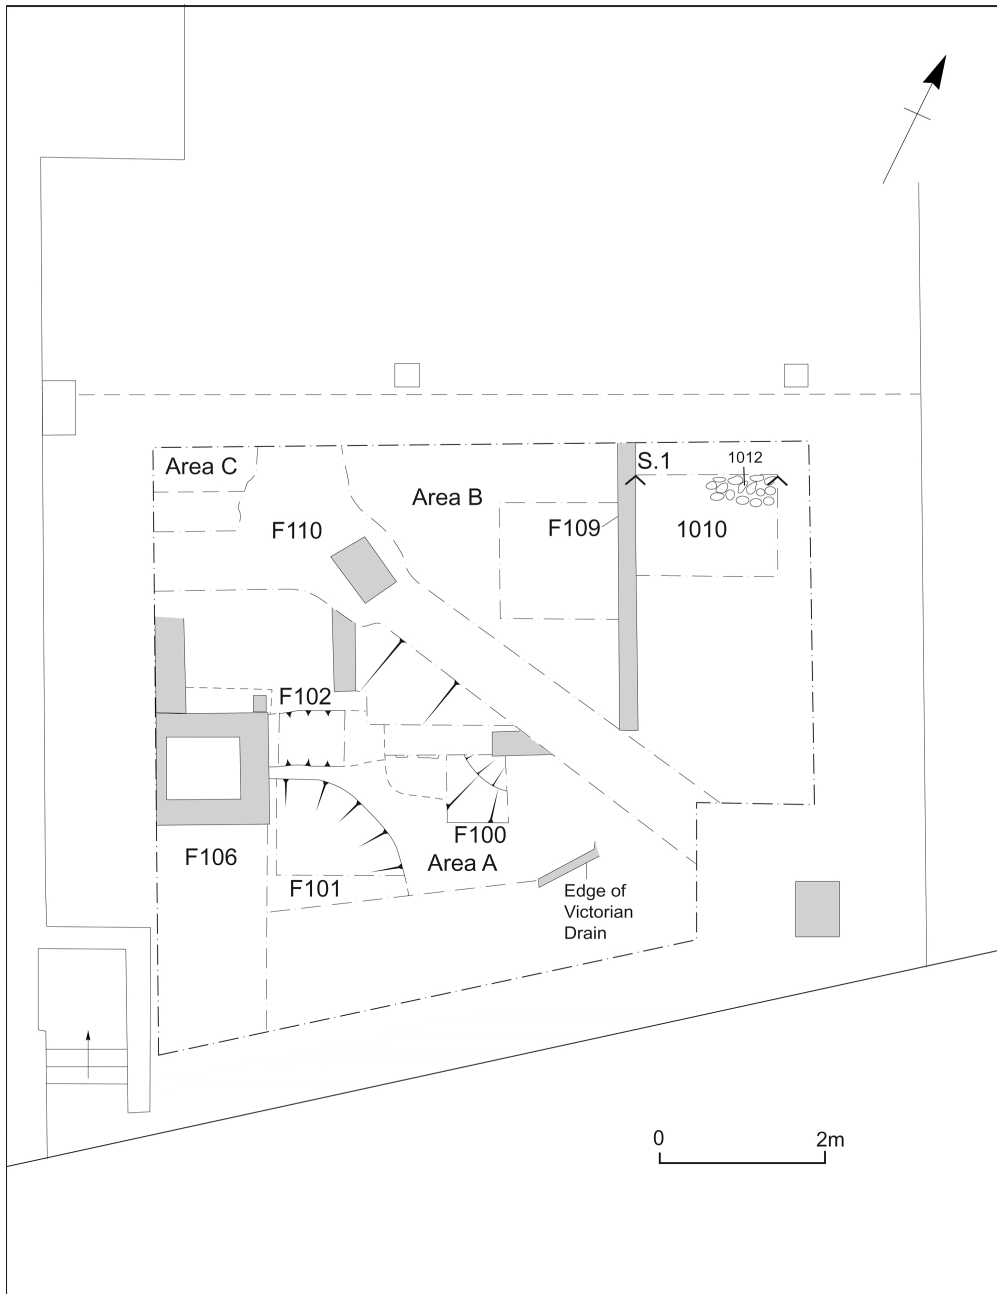 Area C
S.1
1012
Area B
F110
F109
1010
F102
F100
F106
Area A
F101
Edge of
Victorian
Drain
0
2m